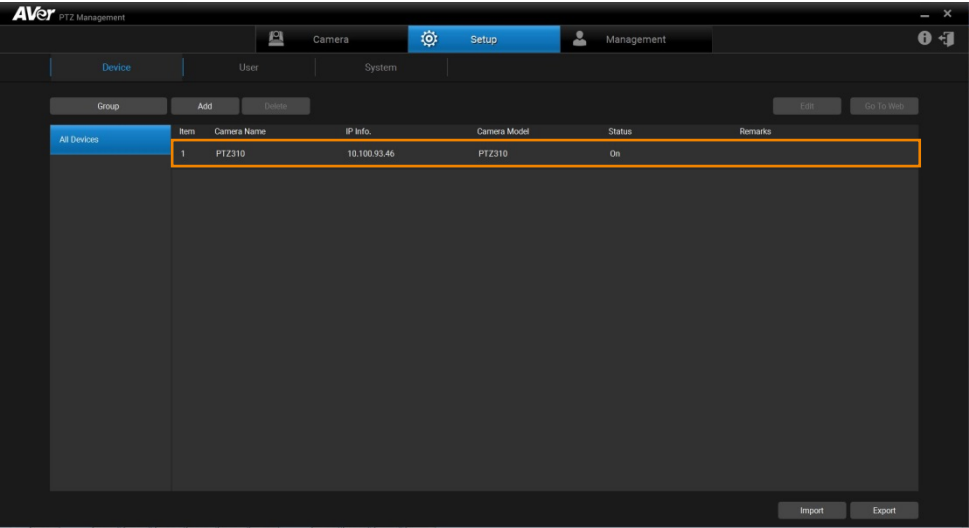 AVer PTZ Management
Camera Setup Management
Device User System
Group Add Delete Edit Go To Web
All Devices
Item Camera Name IP Info. Camera Model Status Remarks
1 PTZ310 10.100.93.46 PTZ310 On
Import Export